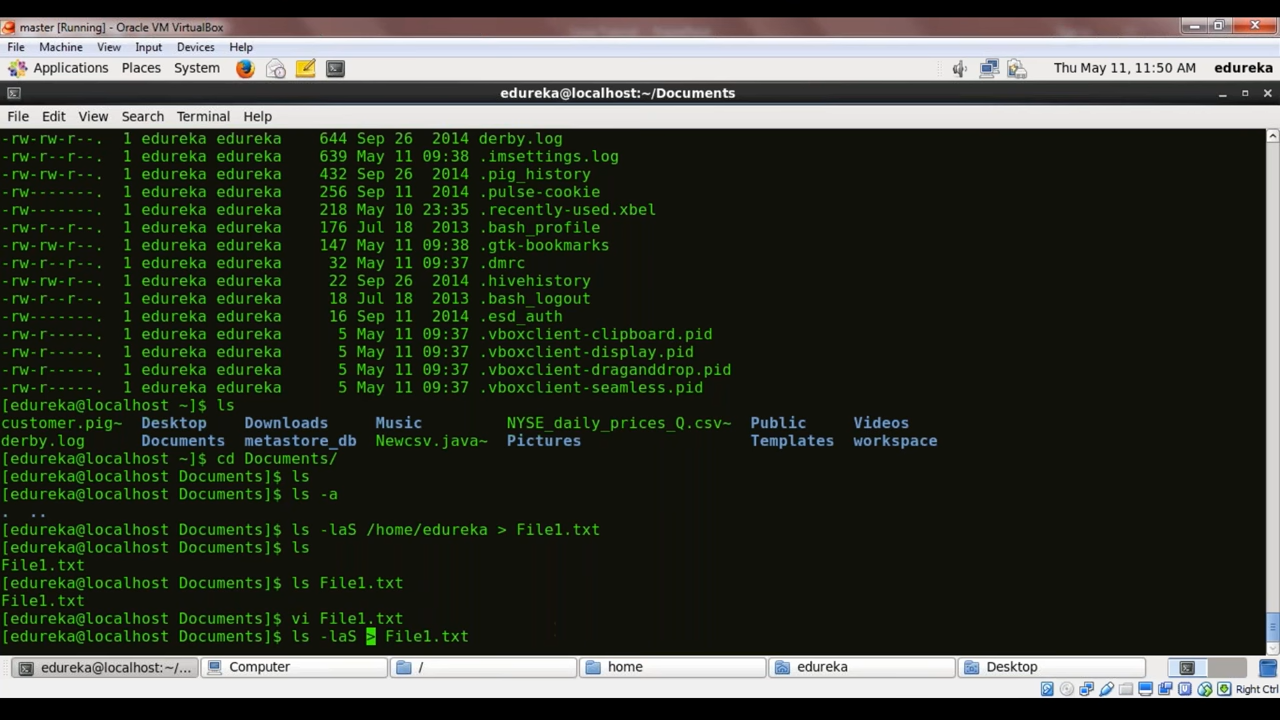 master [Running] - Oracle VM VirtualBox
File Machine View Input Devices Help
Applications Places System Thu May 11, 11:50 AM edureka
edureka@localhost:~/Documents
File Edit View Search Terminal Help
-rw-rw-r--. 1 edureka edureka 644 Sep 26 2014 derby.log
-rw-rw-r--. 1 edureka edureka 639 May 11 09:38 .imsettings.log
-rw-rw-r--. 1 edureka edureka 432 Sep 26 2014 .pig_history
-rw-------. 1 edureka edureka 256 Sep 11 2014 .pulse-cookie
-rw-------. 1 edureka edureka 218 May 10 23:35 .recently-used.xbel
-rw-r--r--. 1 edureka edureka 176 Jul 18 2013 .bash_profile
-rw-rw-r--. 1 edureka edureka 147 May 11 09:38 .gtk-bookmarks
-rw-r--r--. 1 edureka edureka 32 May 11 09:37 .dmrc
-rw-rw-r--. 1 edureka edureka 22 Sep 26 2014 .hivehistory
-rw-r--r--. 1 edureka edureka 18 Jul 18 2013 .bash_logout
-rw-------. 1 edureka edureka 16 Sep 11 2014 .esd_auth
-rw-r-----. 1 edureka edureka 5 May 11 09:37 .vboxclient-clipboard.pid
-rw-r-----. 1 edureka edureka 5 May 11 09:37 .vboxclient-display.pid
-rw-r-----. 1 edureka edureka 5 May 11 09:37 .vboxclient-draganddrop.pid
-rw-r-----. 1 edureka edureka 5 May 11 09:37 .vboxclient-seamless.pid
[edureka@localhost ~]$ ls
customer.pig~ Desktop Downloads Music NYSE_daily_prices_Q.csv~ Public Videos
derby.log Documents metastore_db Newcsv.java~ Pictures Templates workspace
[edureka@localhost ~]$ cd Documents/
[edureka@localhost Documents]$ ls
[edureka@localhost Documents]$ ls -a
. ..
[edureka@localhost Documents]$ ls -laS /home/edureka > File1.txt
[edureka@localhost Documents]$ ls
File1.txt
[edureka@localhost Documents]$ ls File1.txt
File1.txt
[edureka@localhost Documents]$ vi File1.txt
[edureka@localhost Documents]$ ls -laS > File1.txt
edureka@localhost:~/... Computer / home edureka Desktop
Right Ctrl